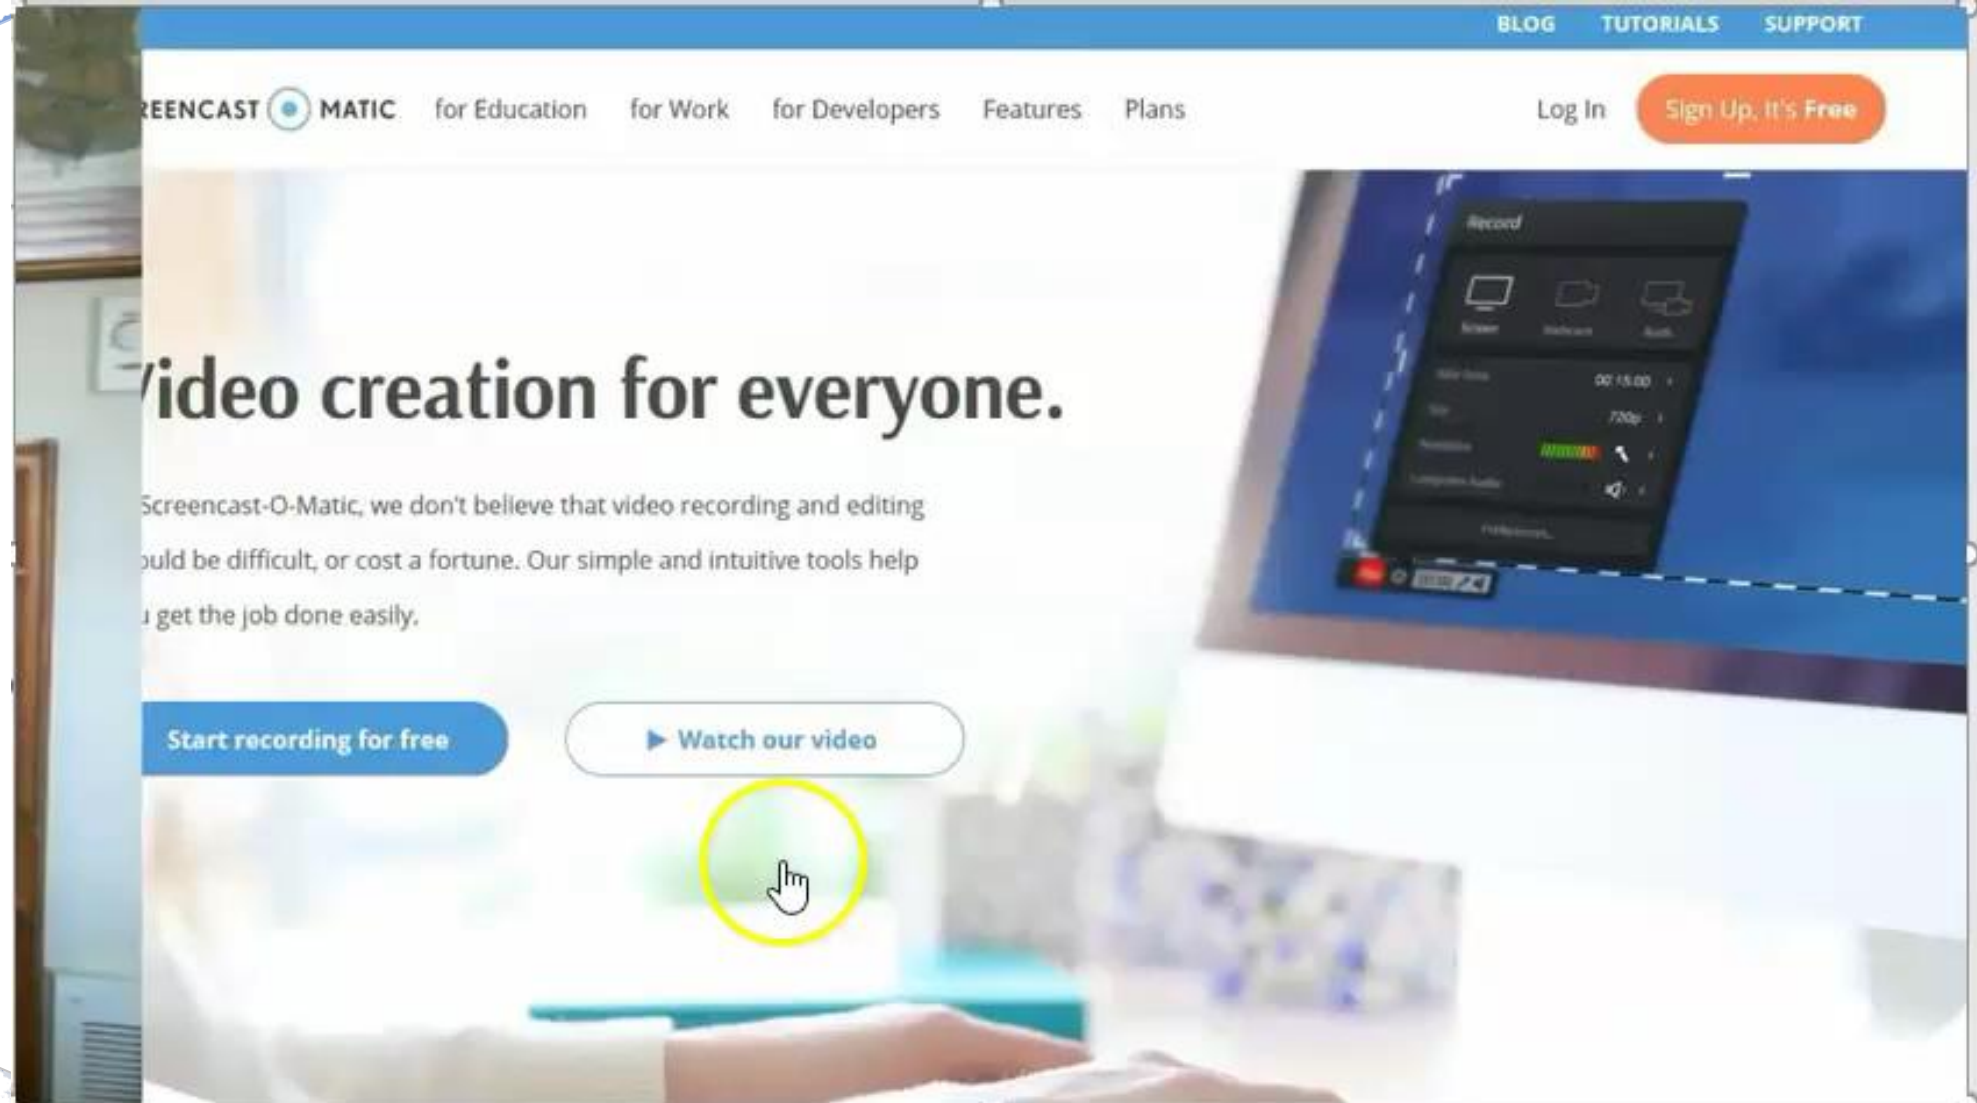 BLOG TUTORIALS SUPPORT
REENCAST MATIC for Education for Work for Developers Features Plans Log In Sign Up, It's Free
Record
Screen
00:15:00
720p
ideo creation for everyone.
Screencast-O-Matic, we don't believe that video recording and editing
ould be difficult, or cost a fortune. Our simple and intuitive tools help
u get the job done easily.
Start recording for free Watch our video